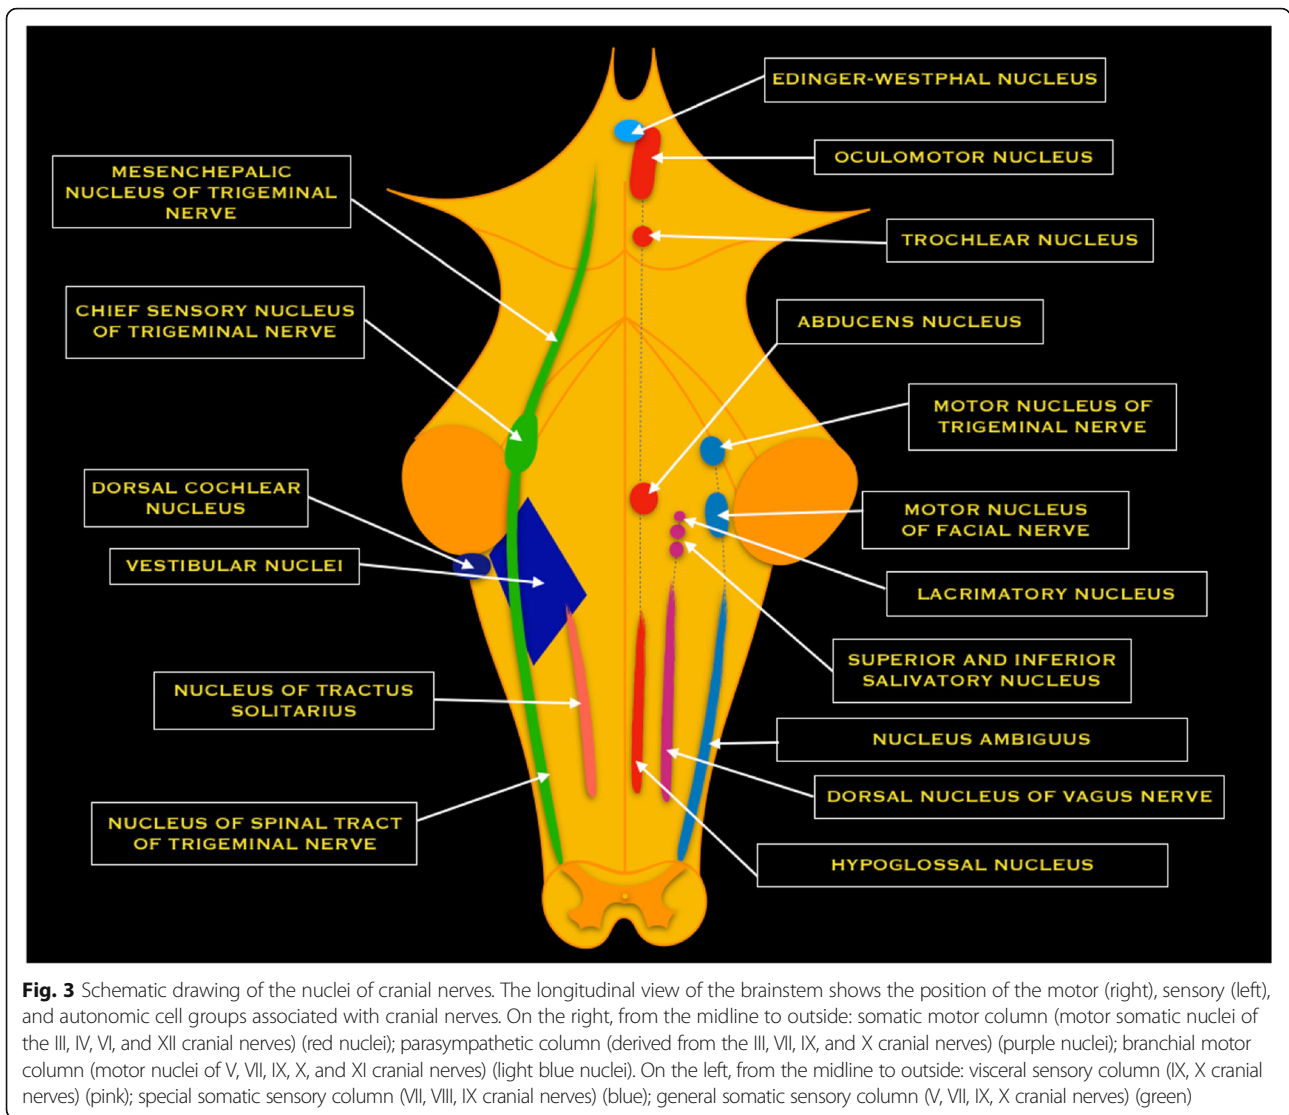 EDINGER-WESTPHAL NUCLEUS
OCULOMOTOR NUCLEUS
MESENCHEPALIC
NUCLEUS OF TRIGEMINAL
NERVE
TROCHLEAR NUCLEUS
CHIEF SENSORY NUCLEUS
OF TRIGEMINAL NERVE
ABDUCENS NUCLEUS
MOTOR NUCLEUS OF
TRIGEMINAL NERVE
DORSAL COCHLEAR
NUCLEUS
MOTOR NUCLEUS
OF FACIAL NERVE
VESTIBULAR NUCLEI
LACRIMATORY NUCLEUS
SUPERIOR AND INFERIOR
SALIVATORY NUCLEUS
NUCLEUS OF TRACTUS
SOLITARIUS
NUCLEUS AMBIGUUS
DORSAL NUCLEUS OF VAGUS NERVE
NUCLEUS OF SPINAL TRACT
OF TRIGEMINAL NERVE
HYPOGLOSSAL NUCLEUS
Fig. 3 Schematic drawing of the nuclei of cranial nerves. The longitudinal view of the brainstem shows the position of the motor (right), sensory (left),
and autonomic cell groups associated with cranial nerves. On the right, from the midline to outside: somatic motor column (motor somatic nuclei of
the III, IV, VI, and XII cranial nerves) (red nuclei); parasympathetic column (derived from the III, VII, IX, and X cranial nerves) (purple nuclei); branchial motor
column (motor nuclei of V, VII, IX, X, and XI cranial nerves) (light blue nuclei). On the left, from the midline to outside: visceral sensory column (IX, X cranial
nerves) (pink); special somatic sensory column (VII, VIII, IX cranial nerves) (blue); general somatic sensory column (V, VII, IX, X cranial nerves) (green)